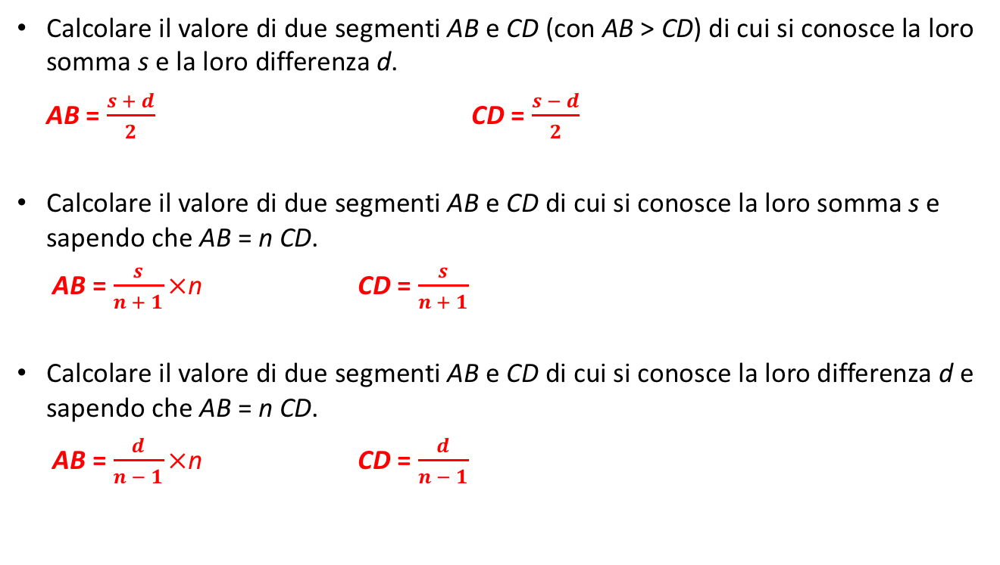 • Calcolare il valore di due segmenti AB e CD (con AB > CD) di cui si conosce la loro
somma s e la loro differenza d.
AB = \frac{s + d}{2} CD = \frac{s − d}{2}
• Calcolare il valore di due segmenti AB e CD di cui si conosce la loro somma s e
sapendo che AB = n CD.
AB = \frac{s}{n + 1} ×n CD = \frac{s}{n + 1}
• Calcolare il valore di due segmenti AB e CD di cui si conosce la loro differenza d e
sapendo che AB = n CD.
AB = \frac{d}{n − 1} ×n CD = \frac{d}{n − 1}